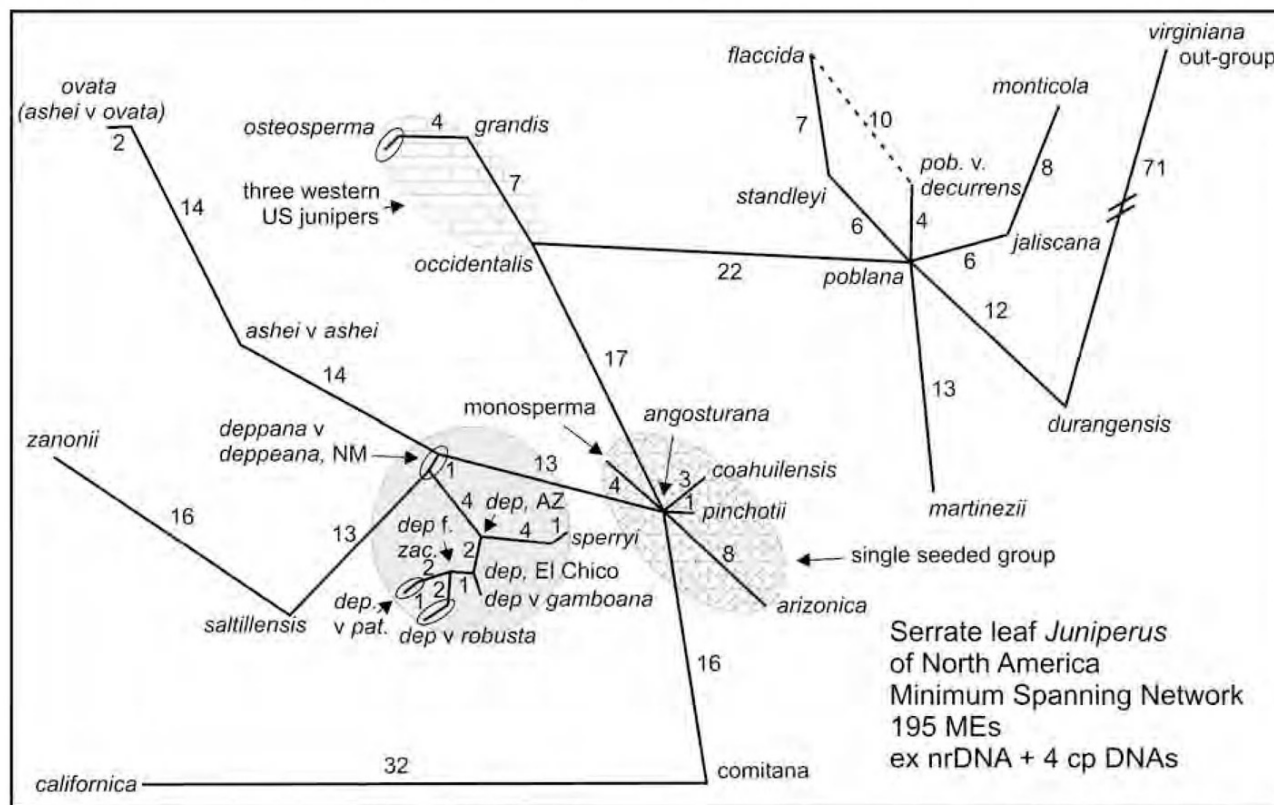 virginiana
out-group
flaccida
monticola
ovata
(ashei v ovata)
2
osteosperma
4
grandis
10
7
pob. v.
decurrens
8
71
three western
US junipers
7
standleyi
14
6
4
jaliscana
occidentalis
22
poblana
6
12
ashei v ashei
17
14
13
monosperma
angosturana
durangensis
deppana v
deppeana, NM
zanonii
1
13
coahuilensis
4
3
1
pinchotii
martinezii
16
13
4
dep, AZ
dep f.
zac.
4
1
sperryi
8
single seeded group
2
2
dep, El Chico
1
2
1
dep v gamboana
arizonica
dep.
v pat.
dep v robusta
saltillensis
16
Serrate leaf Juniperus
of North America
Minimum Spanning Network
195 MEs
ex nrDNA + 4 cp DNAs
32
californica
comitana